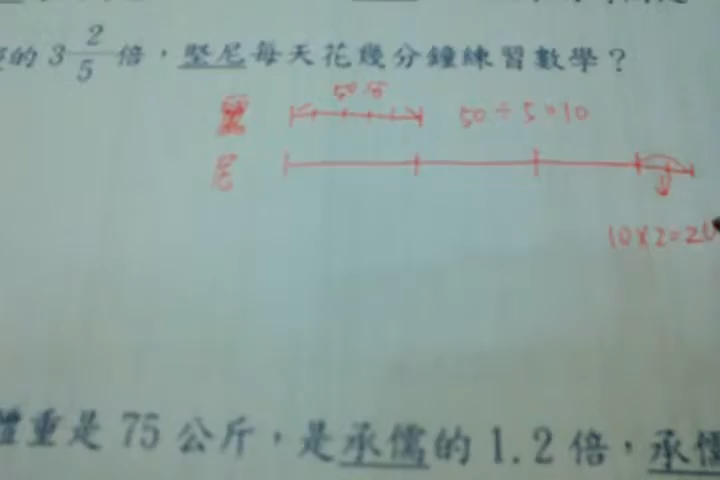 的 3 2/5 倍，堅尼每天花幾分鐘練習數學？
50分
50÷5=10
尼
10×2=20
體重是 75 公斤，是承儒的 1.2 倍，承儒